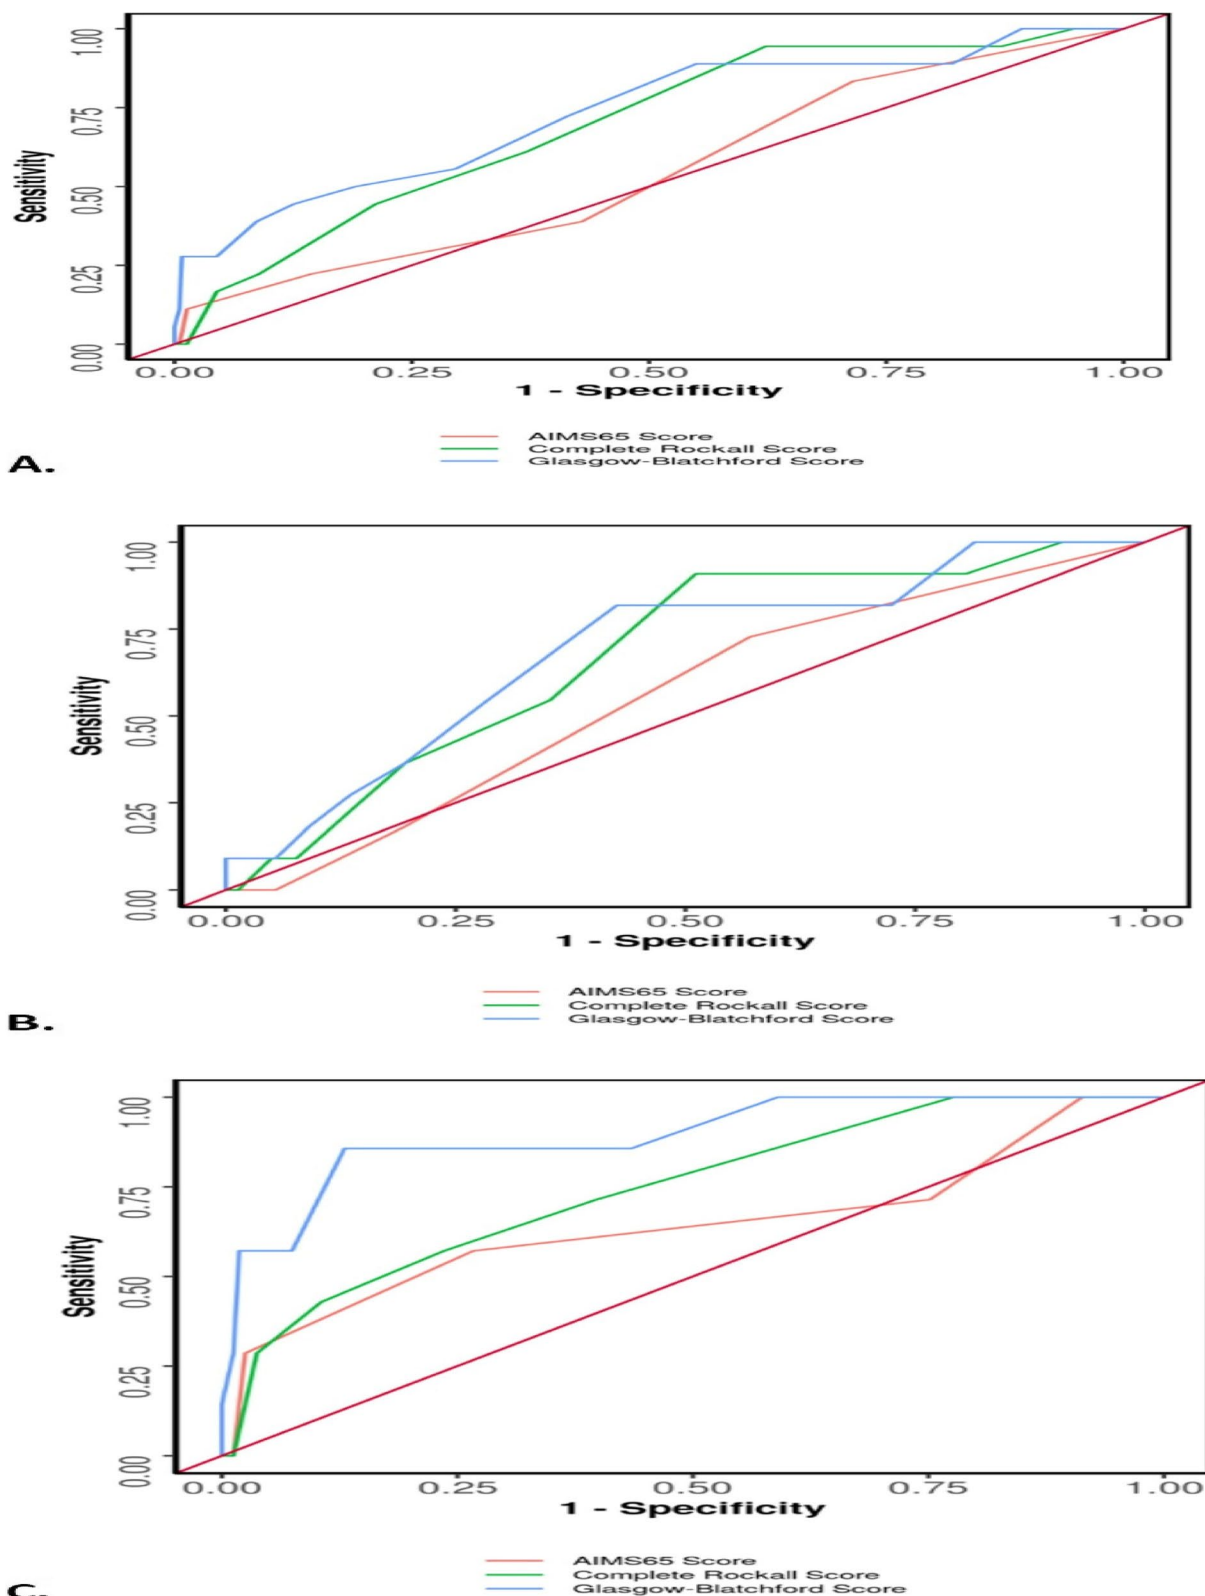 1.00
0.75
0.50
0.25
0.00
Sensitivity
0.00 0.25 0.50 0.75 1.00
1 - Specificity
AIMS65 Score
Complete Rockall Score
Glasgow-Blatchford Score
A.
1.00
0.75
0.50
0.25
0.00
Sensitivity
0.00 0.25 0.50 0.75 1.00
1 - Specificity
AIMS65 Score
Complete Rockall Score
Glasgow-Blatchford Score
B.
1.00
0.75
0.50
0.25
0.00
Sensitivity
0.00 0.25 0.50 0.75 1.00
1 - Specificity
AIMS65 Score
Complete Rockall Score
Glasgow-Blatchford Score
C.